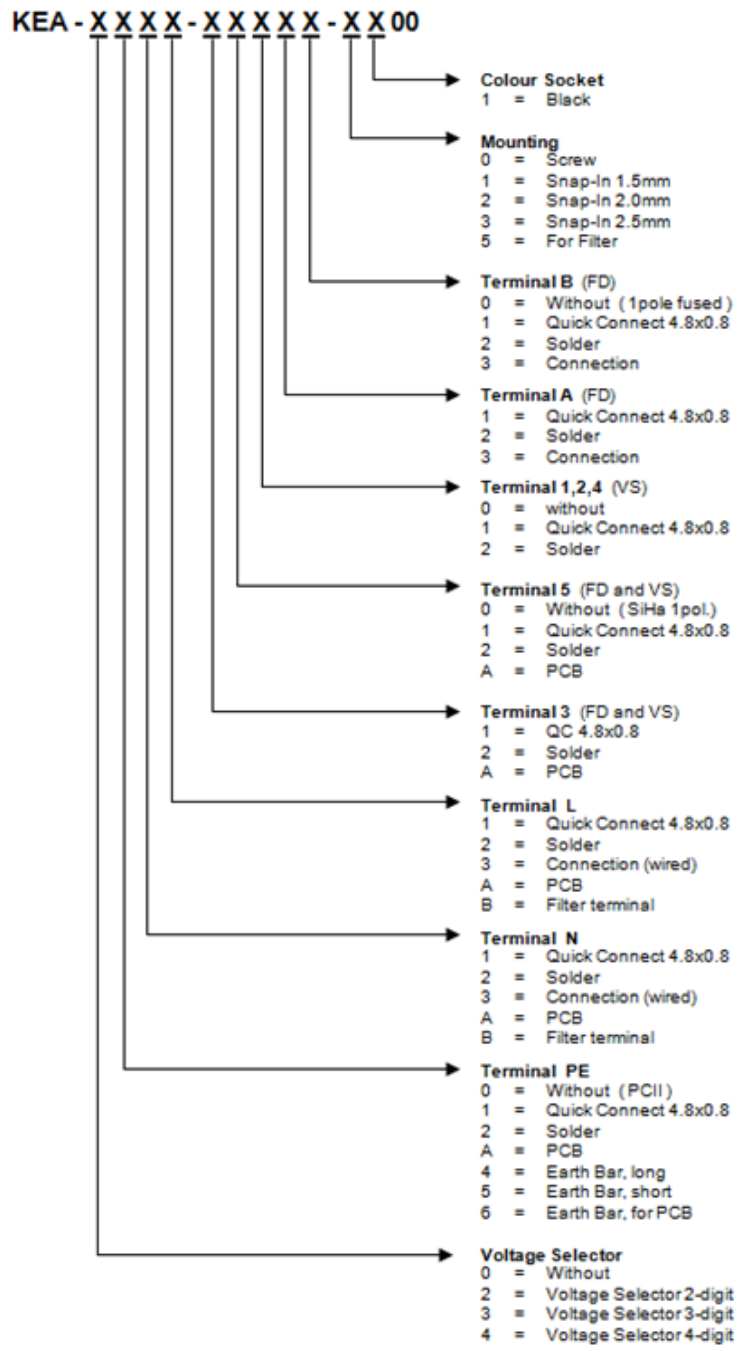 KEA - X X X X - X X X X X - X X 00
Colour Socket
1 = Black
Mounting
0 = Screw
1 = Snap-In 1.5mm
2 = Snap-In 2.0mm
3 = Snap-In 2.5mm
5 = For Filter
Terminal B (FD)
0 = Without ( 1pole fused )
1 = Quick Connect 4.8x0.8
2 = Solder
3 = Connection
Terminal A (FD)
1 = Quick Connect 4.8x0.8
2 = Solder
3 = Connection
Terminal 1,2,4 (VS)
0 = without
1 = Quick Connect 4.8x0.8
2 = Solder
Terminal 5 (FD and VS)
0 = Without ( SiHa 1pol.)
1 = Quick Connect 4.8x0.8
2 = Solder
A = PCB
Terminal 3 (FD and VS)
1 = QC 4.8x0.8
2 = Solder
A = PCB
Terminal L
1 = Quick Connect 4.8x0.8
2 = Solder
3 = Connection (wired)
A = PCB
B = Filter terminal
Terminal N
1 = Quick Connect 4.8x0.8
2 = Solder
3 = Connection (wired)
A = PCB
B = Filter terminal
Terminal PE
0 = Without ( PCII )
1 = Quick Connect 4.8x0.8
2 = Solder
A = PCB
4 = Earth Bar, long
5 = Earth Bar, short
6 = Earth Bar, for PCB
Voltage Selector
0 = Without
2 = Voltage Selector 2-digit
3 = Voltage Selector 3-digit
4 = Voltage Selector 4-digit